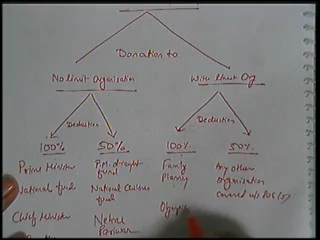 Donation to
No limit Organisation
With limit Org
Deduction
Deduction
100%
50%
100%
50%
Prime Minister
National fund
Chief Minister
P.M. drought
fund
National Children
fund
Family
Planning
Any other
Organisation
covered u/s 80G(5)